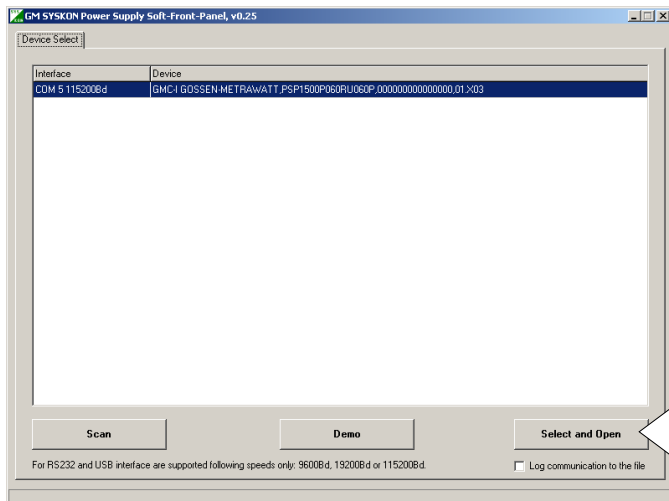 GM SYSKON Power Supply Soft-Front-Panel, v0.25
Device Select
Interface Device
COM 5 115200Bd GMC-I GOSSEN-METRAWATT,PSP1500P060RU060P,000000000000000,01.X03
Scan Demo Select and Open
For RS232 and USB interface are supported following speeds only: 9600Bd, 19200Bd or 115200Bd. Log communication to the file